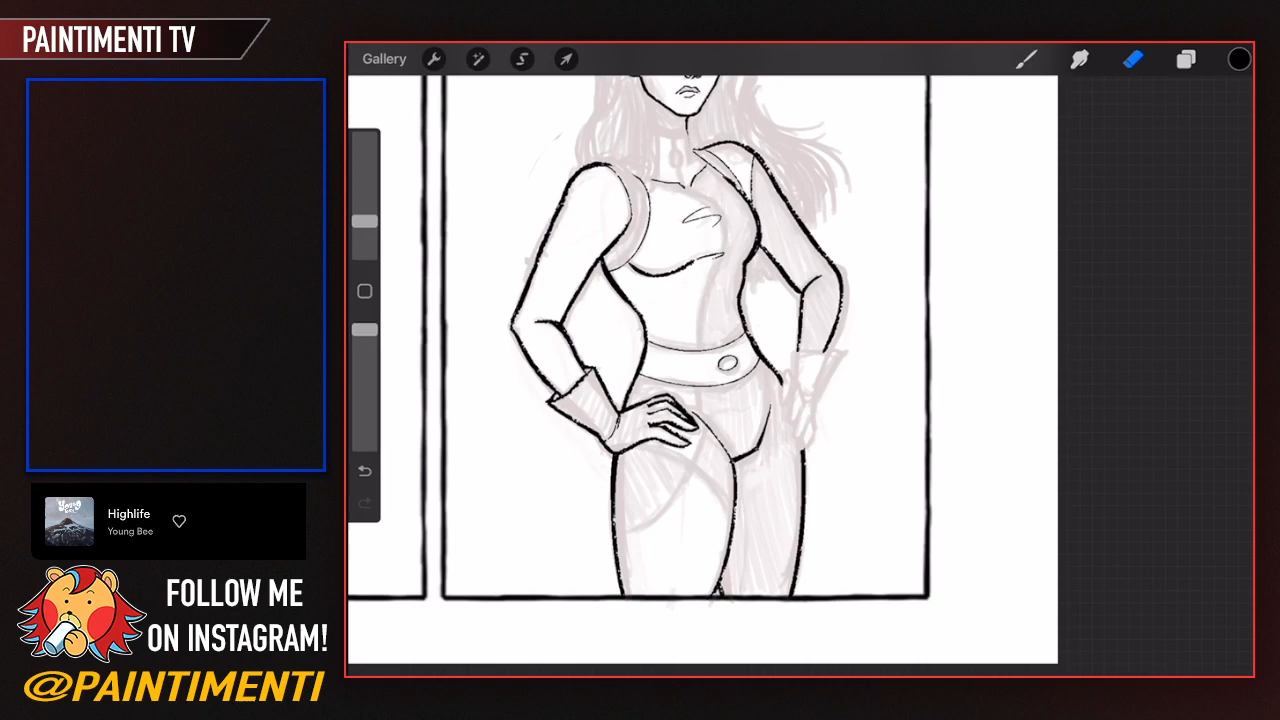 PAINTIMENTI TV
Gallery
Highlife
Young Bee
FOLLOW ME
ON INSTAGRAM!
@PAINTIMENTI